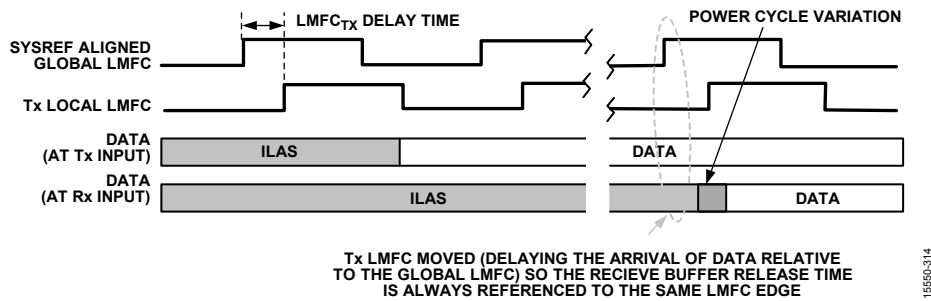 LMFCTX DELAY TIME
POWER CYCLE VARIATION
SYSREF ALIGNED
GLOBAL LMFC
Tx LOCAL LMFC
DATA
(AT Tx INPUT)
ILAS
DATA
DATA
(AT Rx INPUT)
ILAS
DATA
Tx LMFC MOVED (DELAYING THE ARRIVAL OF DATA RELATIVE
TO THE GLOBAL LMFC) SO THE RECIEVE BUFFER RELEASE TIME
IS ALWAYS REFERENCED TO THE SAME LMFC EDGE
15550-314